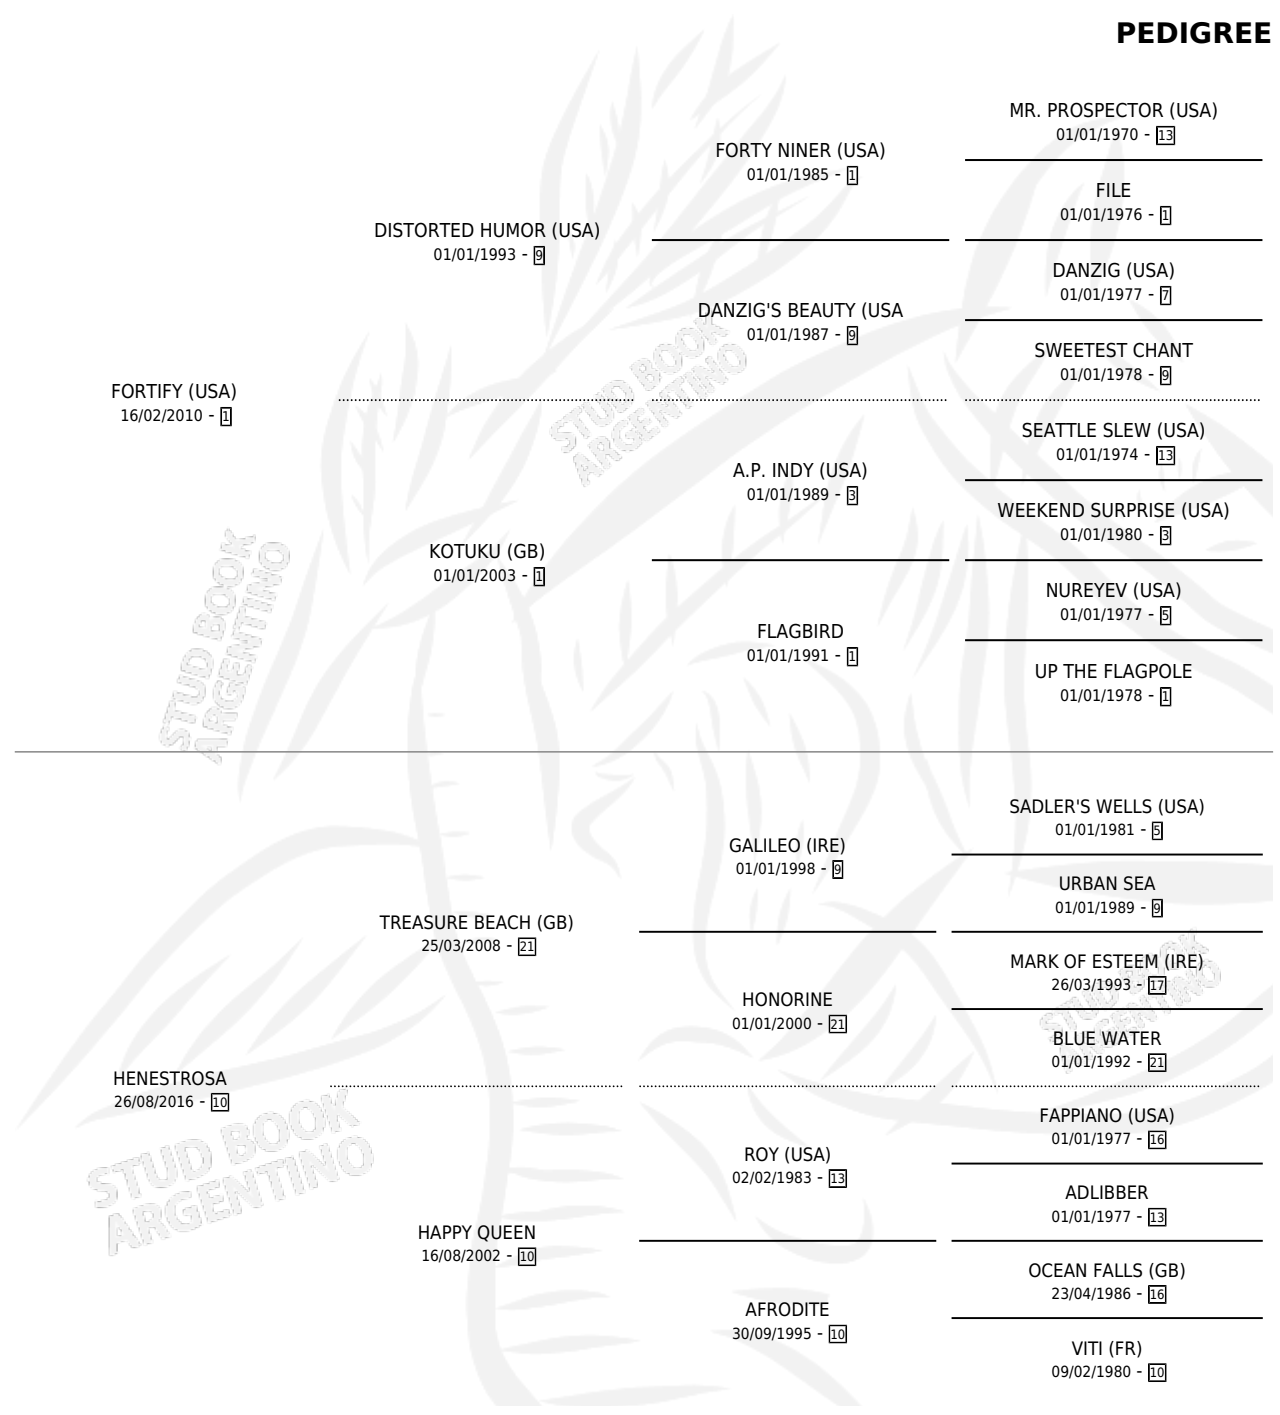 PEDIGREE
MR. PROSPECTOR (USA)
01/01/1970 - 13
FORTY NINER (USA)
01/01/1985 - 1
FILE
01/01/1976 - 1
DISTORTED HUMOR (USA)
01/01/1993 - 9
DANZIG (USA)
01/01/1977 - 7
DANZIG'S BEAUTY (USA
01/01/1987 - 9
SWEETEST CHANT
01/01/1978 - 9
FORTIFY (USA)
16/02/2010 - 1
STUD BOOK
ARGENTINO
SEATTLE SLEW (USA)
01/01/1974 - 13
A.P. INDY (USA)
01/01/1989 - 3
WEEKEND SURPRISE (USA)
01/01/1980 - 3
KOTUKU (GB)
01/01/2003 - 1
NUREYEV (USA)
01/01/1977 - 5
FLAGBIRD
01/01/1991 - 1
UP THE FLAGPOLE
01/01/1978 - 1
STUD BOOK
ARGENTINO
SADLER'S WELLS (USA)
01/01/1981 - 5
GALILEO (IRE)
01/01/1998 - 9
URBAN SEA
01/01/1989 - 9
TREASURE BEACH (GB)
25/03/2008 - 21
MARK OF ESTEEM (IRE)
26/03/1993 - 17
HONORINE
01/01/2000 - 21
STUD BOOK
ARGENTINO
BLUE WATER
01/01/1992 - 21
HENESTROSA
26/08/2016 - 10
STUD BOOK
ARGENTINO
FAPPIANO (USA)
01/01/1977 - 16
ROY (USA)
02/02/1983 - 13
ADLIBBER
01/01/1977 - 13
HAPPY QUEEN
16/08/2002 - 10
OCEAN FALLS (GB)
23/04/1986 - 16
AFRODITE
30/09/1995 - 10
VITI (FR)
09/02/1980 - 10